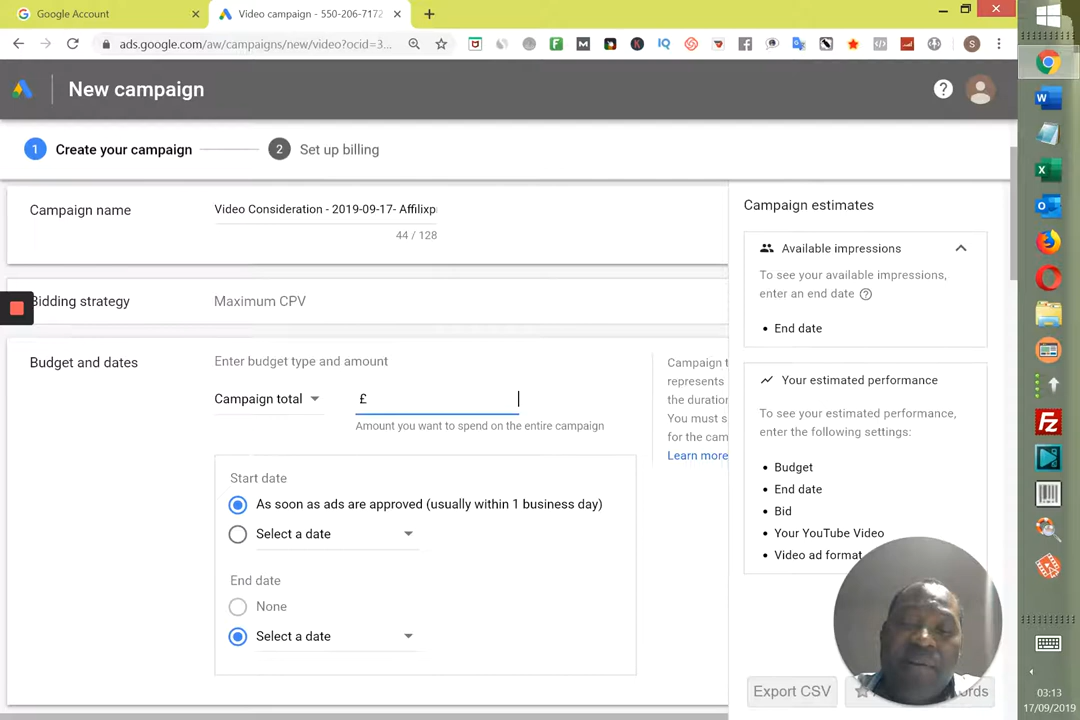 Google Account
Video campaign - 550-206-7172
ads.google.com/aw/campaigns/new/video?ocid=3...
New campaign
1 Create your campaign
2 Set up billing
Campaign name
Video Consideration - 2019-09-17- Affilixp
44 / 128
Bidding strategy
Maximum CPV
Budget and dates
Enter budget type and amount
Campaign total
£
Amount you want to spend on the entire campaign
Campaign t
represents
the duration
You must s
for the cam
Learn more
Start date
As soon as ads are approved (usually within 1 business day)
Select a date
End date
None
Select a date
Campaign estimates
Available impressions
To see your available impressions,
enter an end date
• End date
Your estimated performance
To see your estimated performance,
enter the following settings:
• Budget
• End date
• Bid
• Your YouTube Video
• Video ad format
Export CSV
03:13
17/09/2019